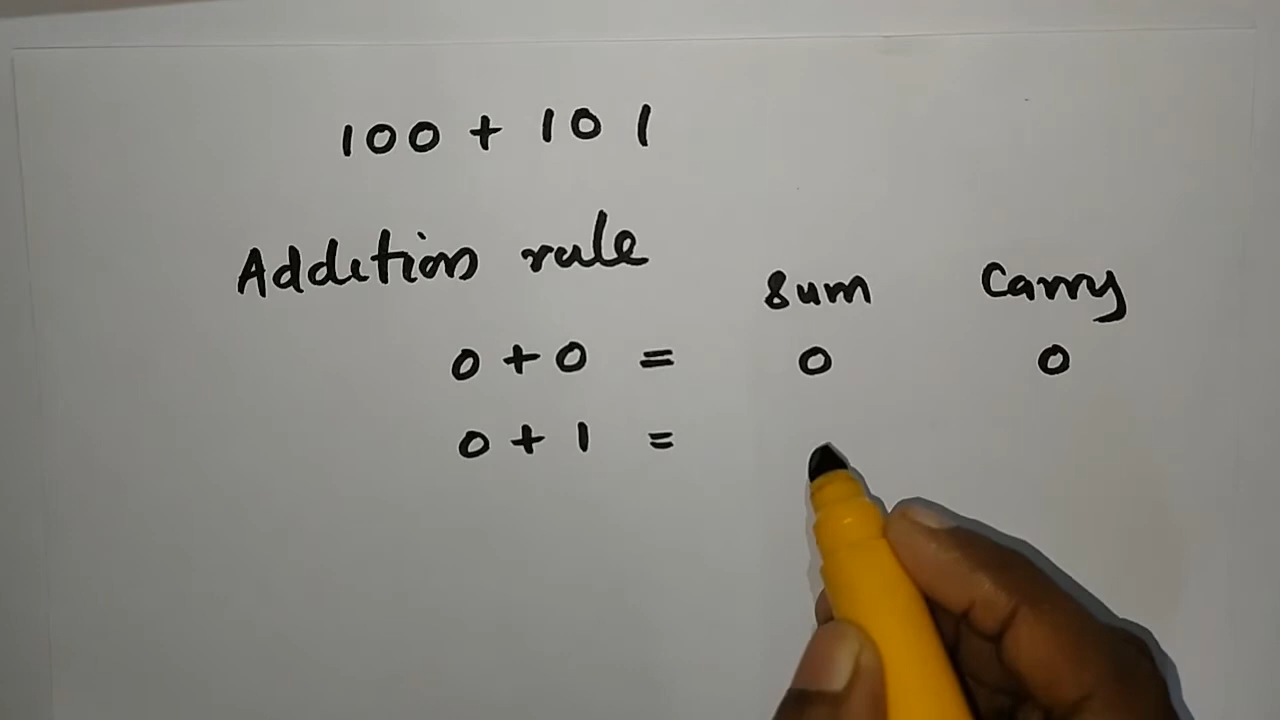 100 + 101
Addition rule
Sum Carry
0 + 0 = 0 0
0 + 1 =